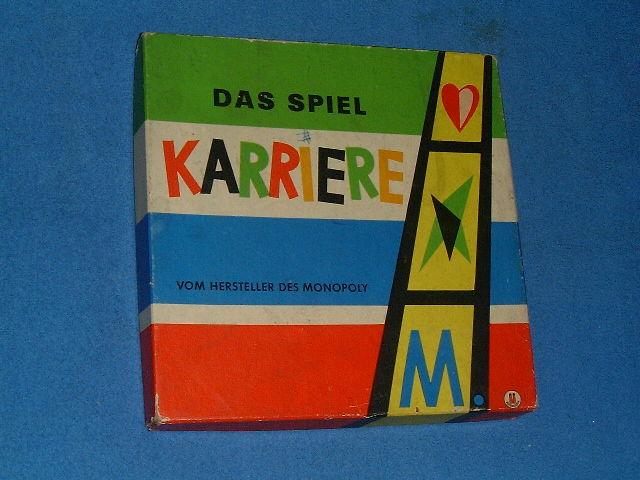 DAS SPIEL
KARRIERE
VOM HERSTELLER DES MONOPOLY
M.